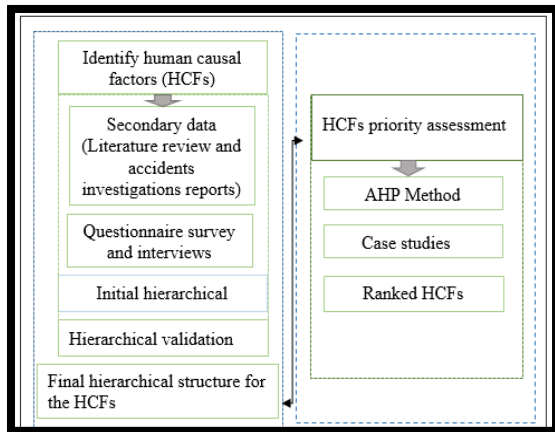 Identify human causal
factors (HCFs)
Secondary data
(Literature review and
accidents
investigations reports)
Questionnaire survey
and interviews
Initial hierarchical
Hierarchical validation
Final hierarchical structure for
the HCFs
HCFs priority assessment
AHP Method
Case studies
Ranked HCFs